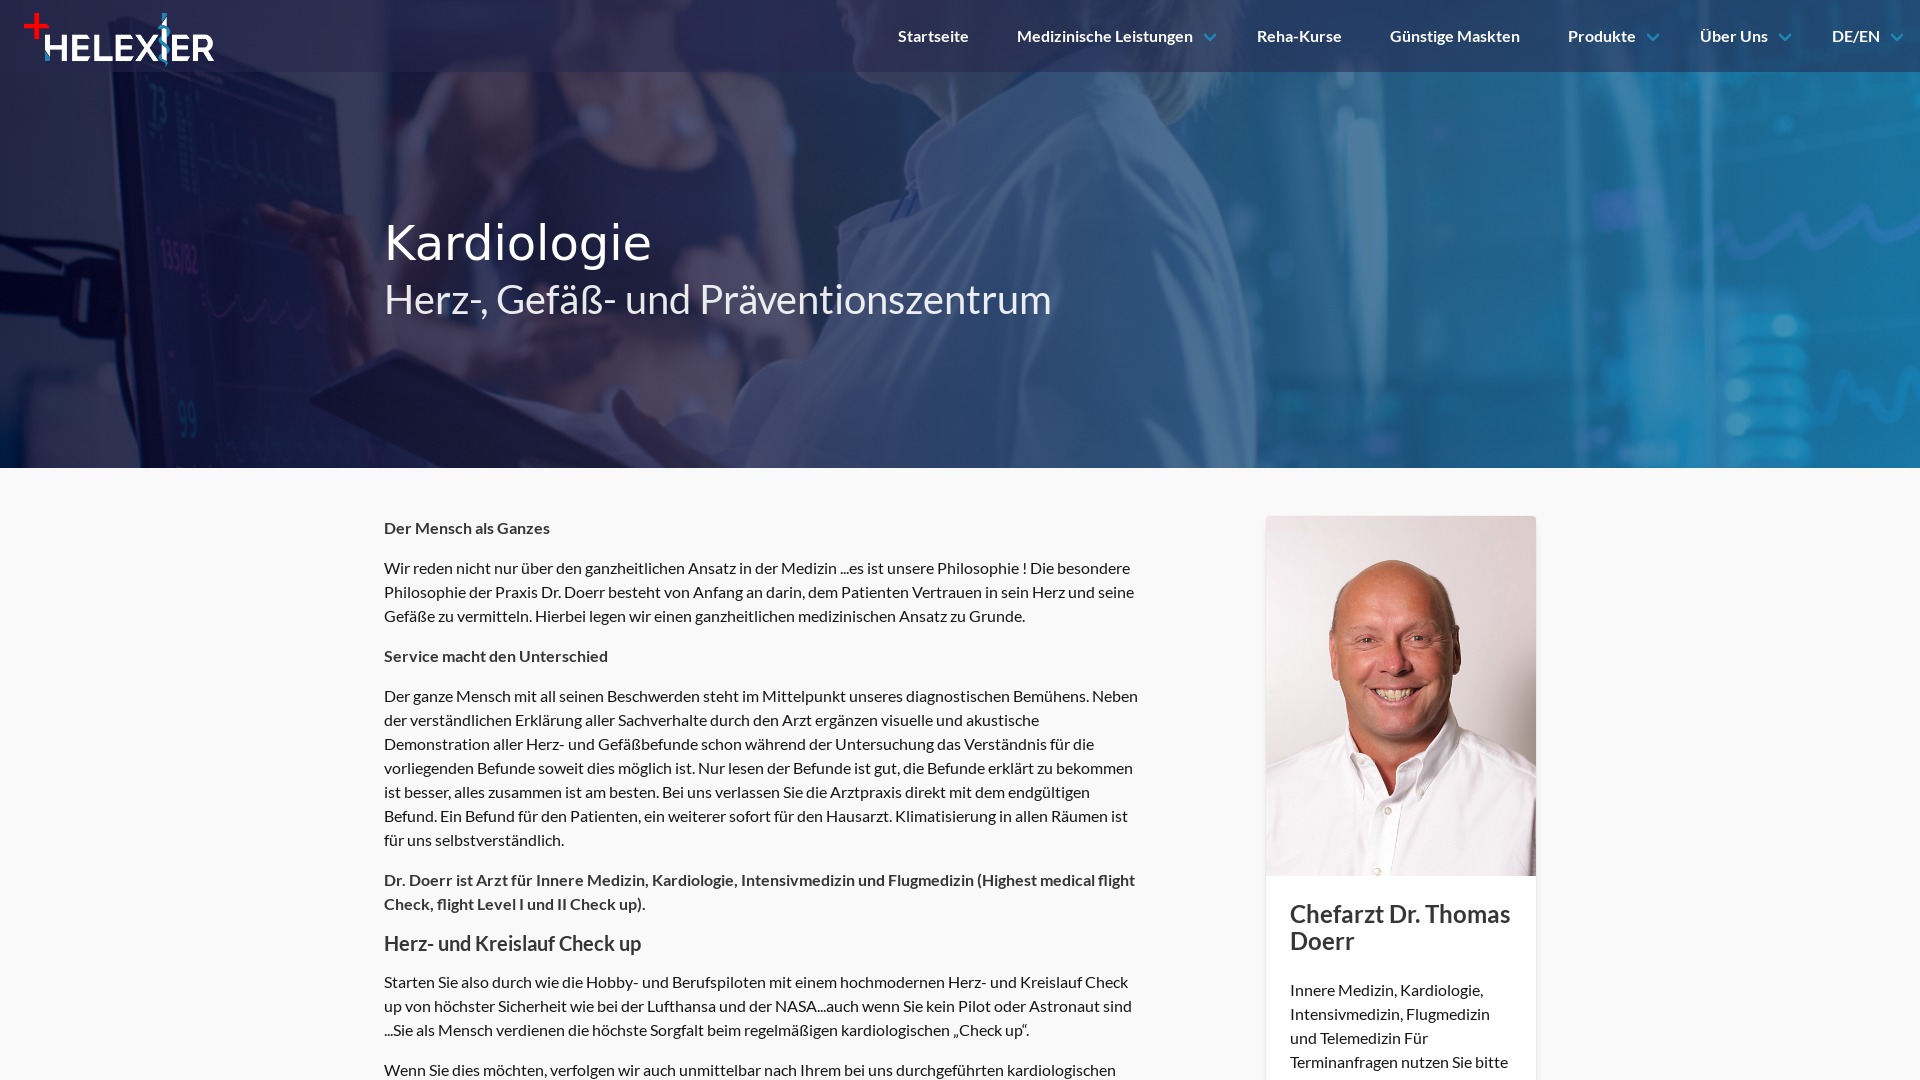 HELEXIER
Startseite
Medizinische Leistungen
Reha-Kurse
Günstige Maskten
Produkte
Über Uns
DE/EN
73
135/82
99
Kardiologie
Herz-, Gefäß- und Präventionszentrum
Der Mensch als Ganzes
Wir reden nicht nur über den ganzheitlichen Ansatz in der Medizin ...es ist unsere Philosophie ! Die besondere
Philosophie der Praxis Dr. Doerr besteht von Anfang an darin, dem Patienten Vertrauen in sein Herz und seine
Gefäße zu vermitteln. Hierbei legen wir einen ganzheitlichen medizinischen Ansatz zu Grunde.
Service macht den Unterschied
Der ganze Mensch mit all seinen Beschwerden steht im Mittelpunkt unseres diagnostischen Bemühens. Neben
der verständlichen Erklärung aller Sachverhalte durch den Arzt ergänzen visuelle und akustische
Demonstration aller Herz- und Gefäßbefunde schon während der Untersuchung das Verständnis für die
vorliegenden Befunde soweit dies möglich ist. Nur lesen der Befunde ist gut, die Befunde erklärt zu bekommen
ist besser, alles zusammen ist am besten. Bei uns verlassen Sie die Arztpraxis direkt mit dem endgültigen
Befund. Ein Befund für den Patienten, ein weiterer sofort für den Hausarzt. Klimatisierung in allen Räumen ist
für uns selbstverständlich.
Dr. Doerr ist Arzt für Innere Medizin, Kardiologie, Intensivmedizin und Flugmedizin (Highest medical flight
Check, flight Level I und II Check up).
Herz- und Kreislauf Check up
Starten Sie also durch wie die Hobby- und Berufspiloten mit einem hochmodernen Herz- und Kreislauf Check
up von höchster Sicherheit wie bei der Lufthansa und der NASA...auch wenn Sie kein Pilot oder Astronaut sind
...Sie als Mensch verdienen die höchste Sorgfalt beim regelmäßigen kardiologischen „Check up“.
Wenn Sie dies möchten, verfolgen wir auch unmittelbar nach Ihrem bei uns durchgeführten kardiologischen
Chefarzt Dr. Thomas
Doerr
Innere Medizin, Kardiologie,
Intensivmedizin, Flugmedizin
und Telemedizin Für
Terminanfragen nutzen Sie bitte